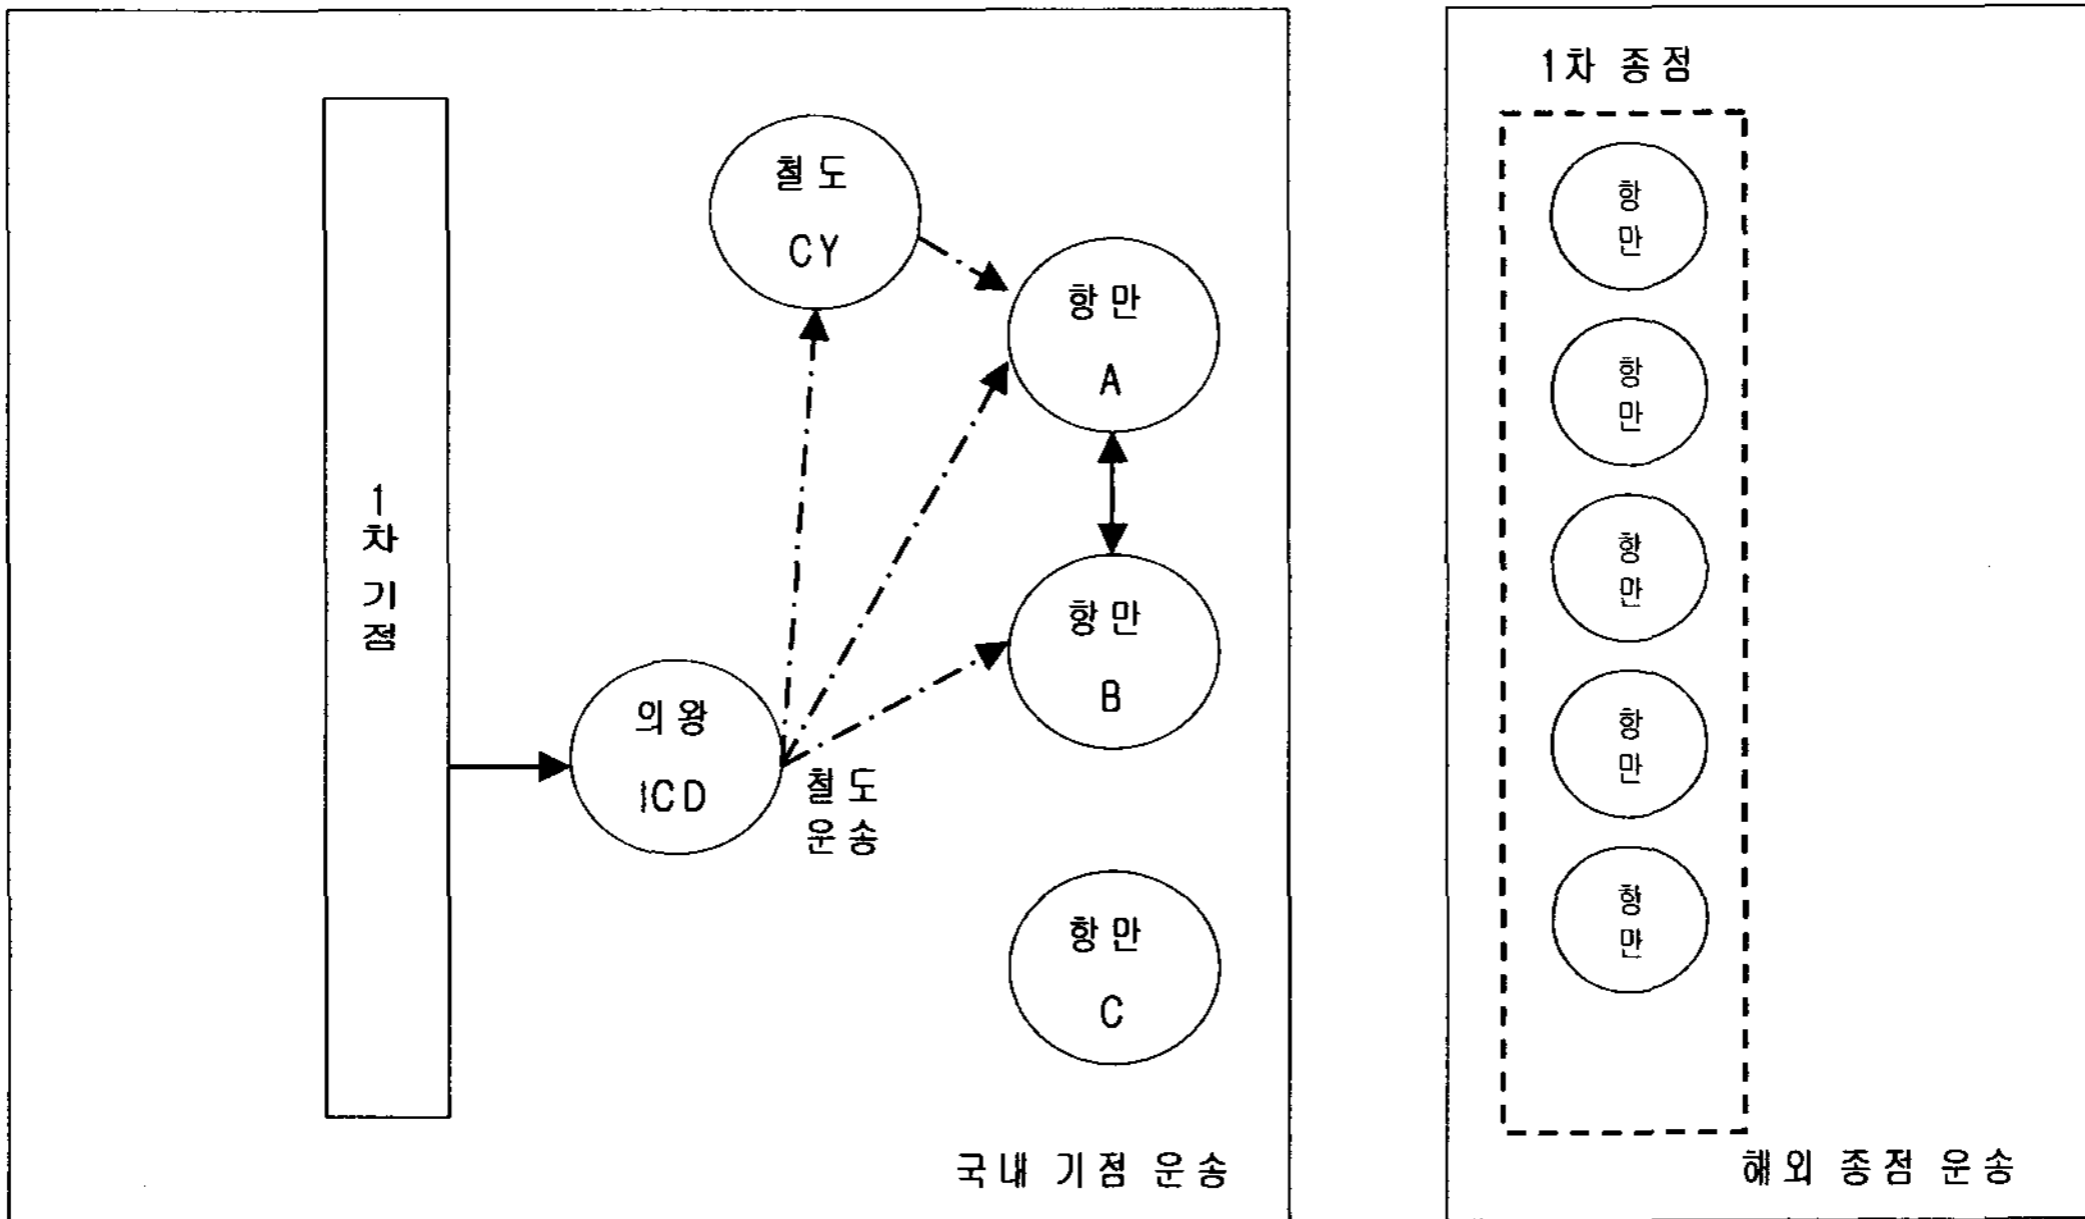 1차 기점
철도
CY
항만
A
항만
B
의왕
ICD
철도
운송
항만
C
국내 기점 운송
1차 종점
항만
항만
항만
항만
항만
해외 종점 운송